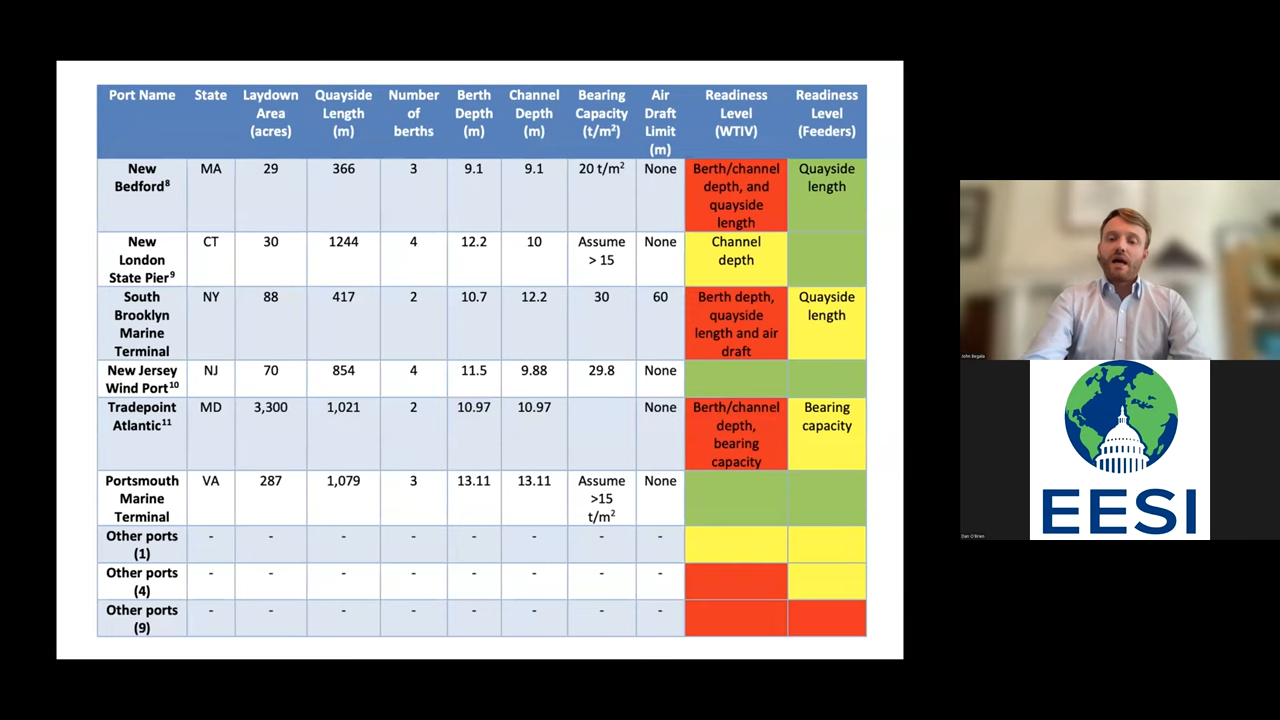 Port Name State Laydown Area (acres) Quayside Length (m) Number of berths Berth Depth (m) Channel Depth (m) Bearing Capacity (t/m²) Air Draft Limit (m) Readiness Level (WTIV) Readiness Level (Feeders)
New Bedford⁸ MA 29 366 3 9.1 9.1 20 t/m² None Berth/channel depth, and quayside length Quayside length
New London State Pier⁹ CT 30 1244 4 12.2 10 Assume > 15 None Channel depth
South Brooklyn Marine Terminal NY 88 417 2 10.7 12.2 30 60 Berth depth, quayside length and air draft Quayside length
New Jersey Wind Port¹⁰ NJ 70 854 4 11.5 9.88 29.8 None
Tradepoint Atlantic¹¹ MD 3,300 1,021 2 10.97 10.97 None Berth/channel depth, bearing capacity Bearing capacity
Portsmouth Marine Terminal VA 287 1,079 3 13.11 13.11 Assume >15 t/m² None
Other ports (1) - - - - - - - -
Other ports (4) - - - - - - - -
Other ports (9) - - - - - - - -
John Begala
EESI
Dan O'Brien